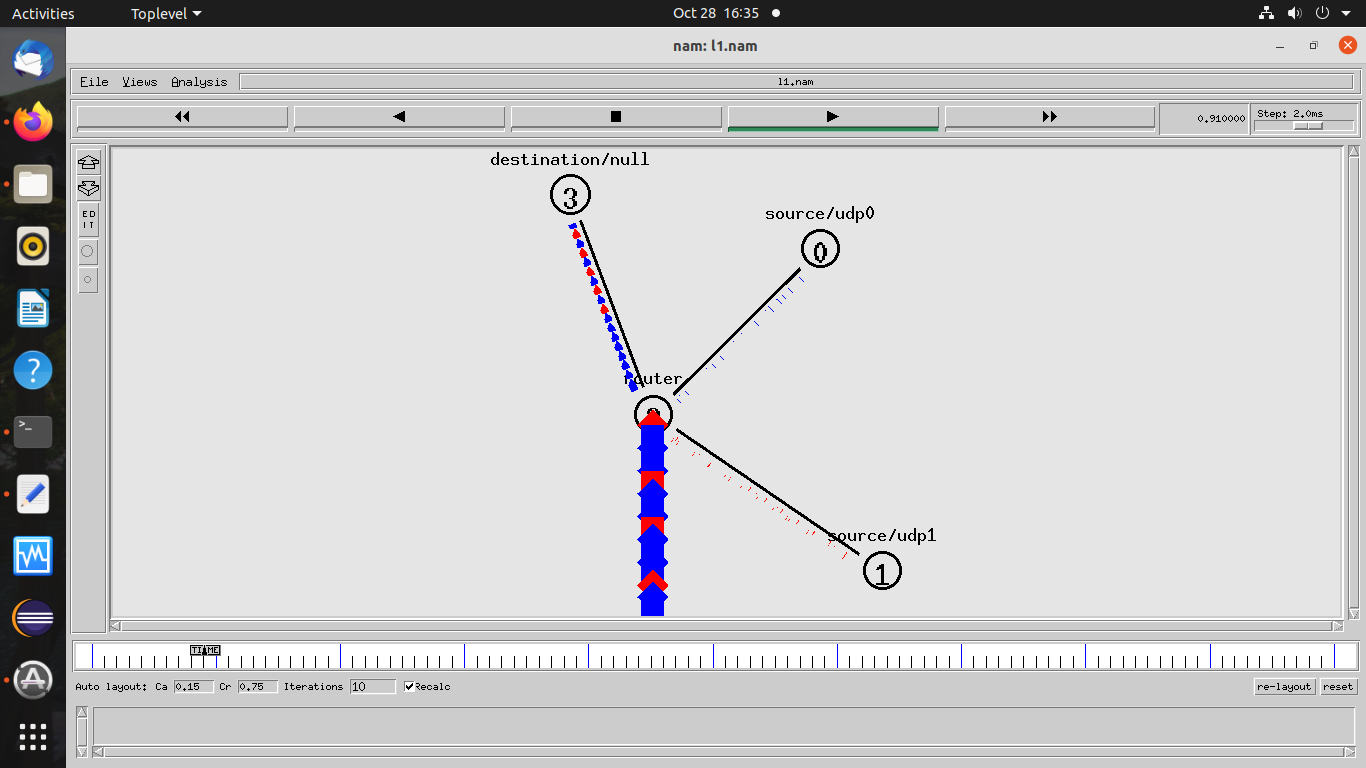 Activities Toplevel Oct 28 16:35
nam: l1.nam
File Views Analysis l1.nam
0.910000 Step: 2.0ms
ED
IT
destination/null
3
source/udp0
0
router
source/udp1
1
TIME
Auto layout: Ca 0.15 Cr 0.75 Iterations 10 Recalc re-layout reset